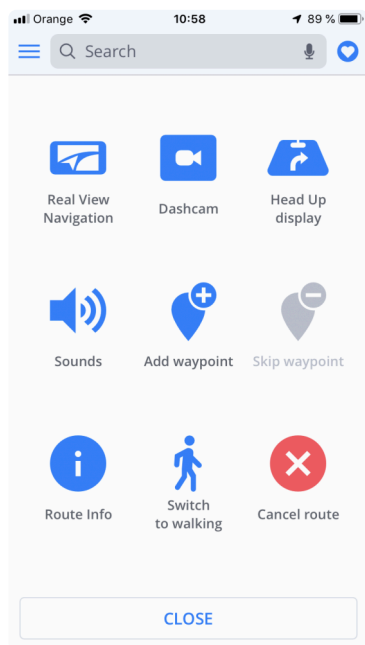 Orange 10:58 89 %
Search
Real View
Navigation
Dashcam
Head Up
display
Sounds
Add waypoint
Skip waypoint
Route Info
Switch
to walking
Cancel route
CLOSE